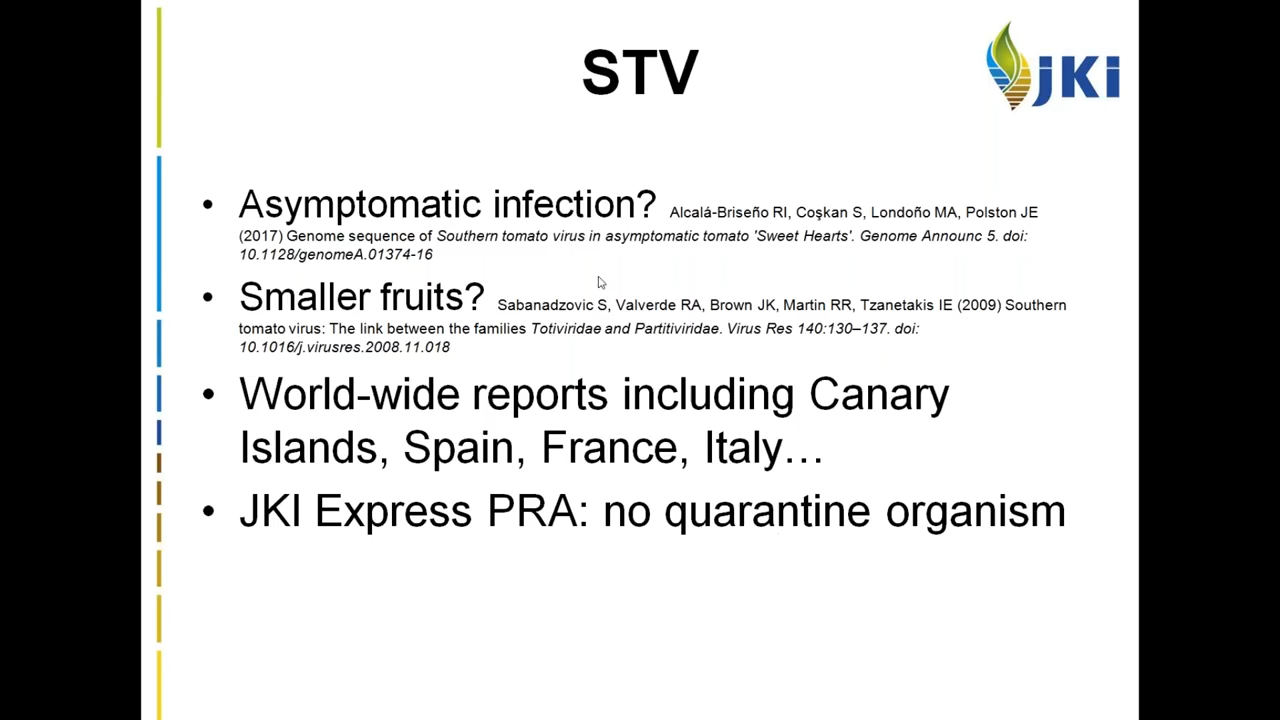 STV
JKI
• Asymptomatic infection? Alcalá-Briseño RI, Coşkan S, Londoño MA, Polston JE
(2017) Genome sequence of Southern tomato virus in asymptomatic tomato 'Sweet Hearts'. Genome Announc 5. doi:
10.1128/genomeA.01374-16
• Smaller fruits? Sabanadzovic S, Valverde RA, Brown JK, Martin RR, Tzanetakis IE (2009) Southern
tomato virus: The link between the families Totiviridae and Partitiviridae. Virus Res 140:130–137. doi:
10.1016/j.virusres.2008.11.018
• World-wide reports including Canary
Islands, Spain, France, Italy…
• JKI Express PRA: no quarantine organism